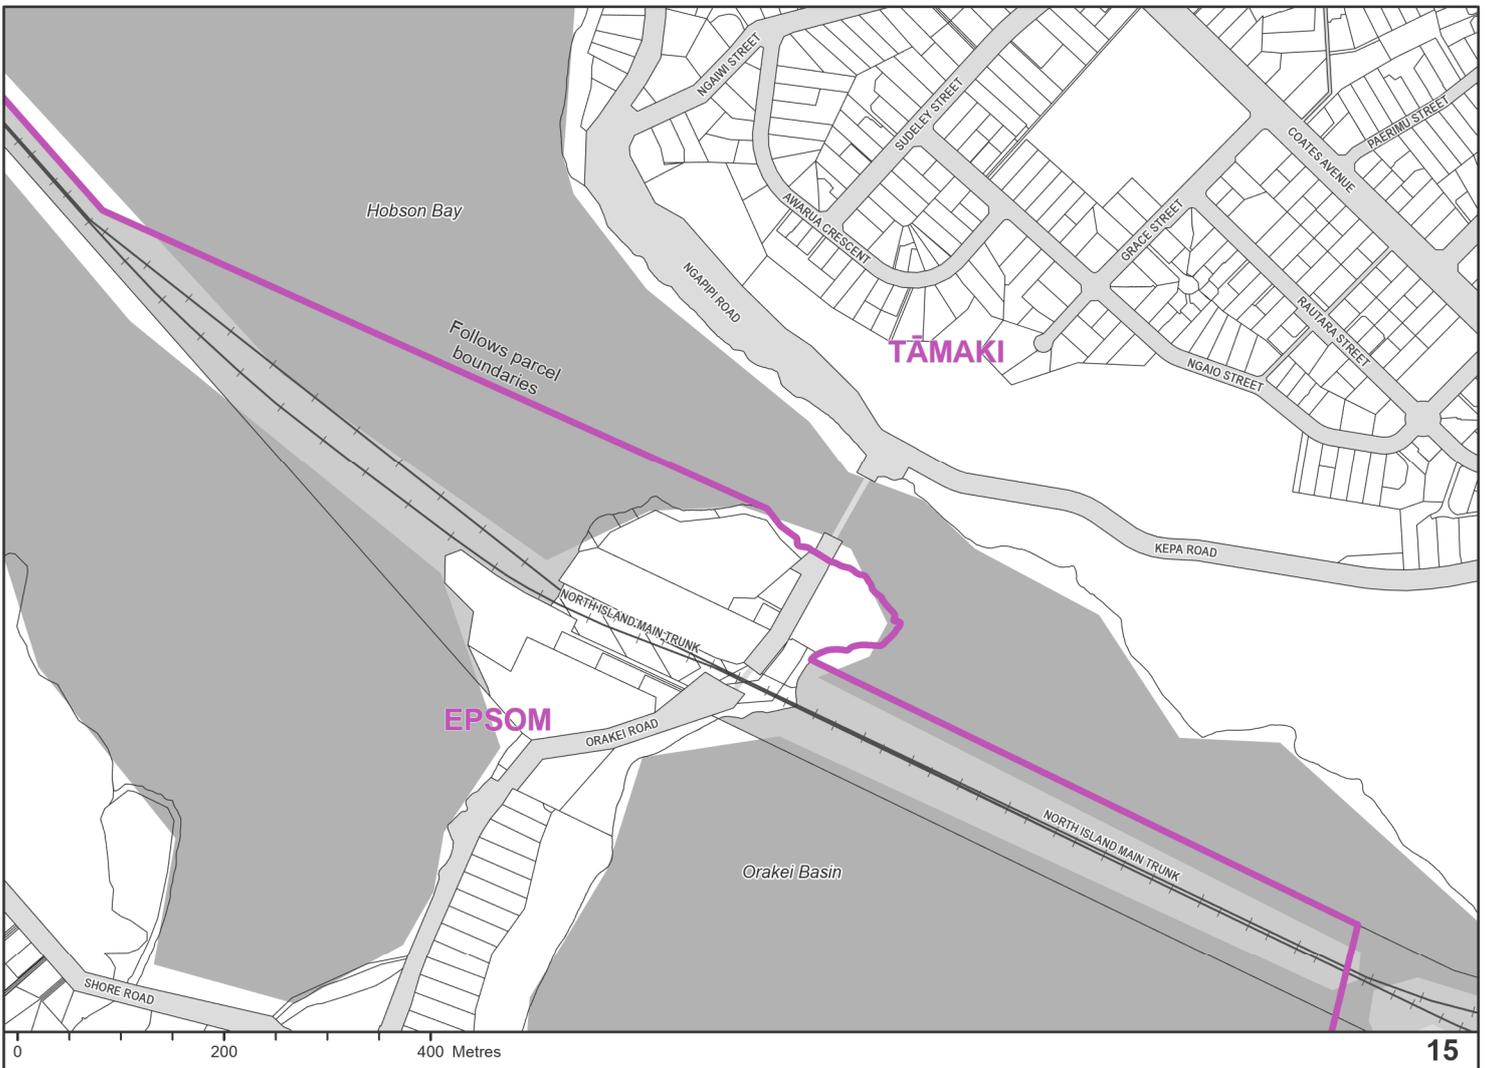 NGAIWI STREET
SUDELEY STREET
COATES AVENUE
PAERIMU STREET
Hobson Bay
AWARUA CRESCENT
GRACE STREET
NGAPIPI ROAD
RAUTARA STREET
Follows parcel
boundaries
TĀMAKI
NGAIO STREET
KEPA ROAD
NORTH ISLAND MAIN TRUNK
EPSOM
ORAKEI ROAD
NORTH ISLAND MAIN TRUNK
Orakei Basin
SHORE ROAD
0 200 400 Metres
15